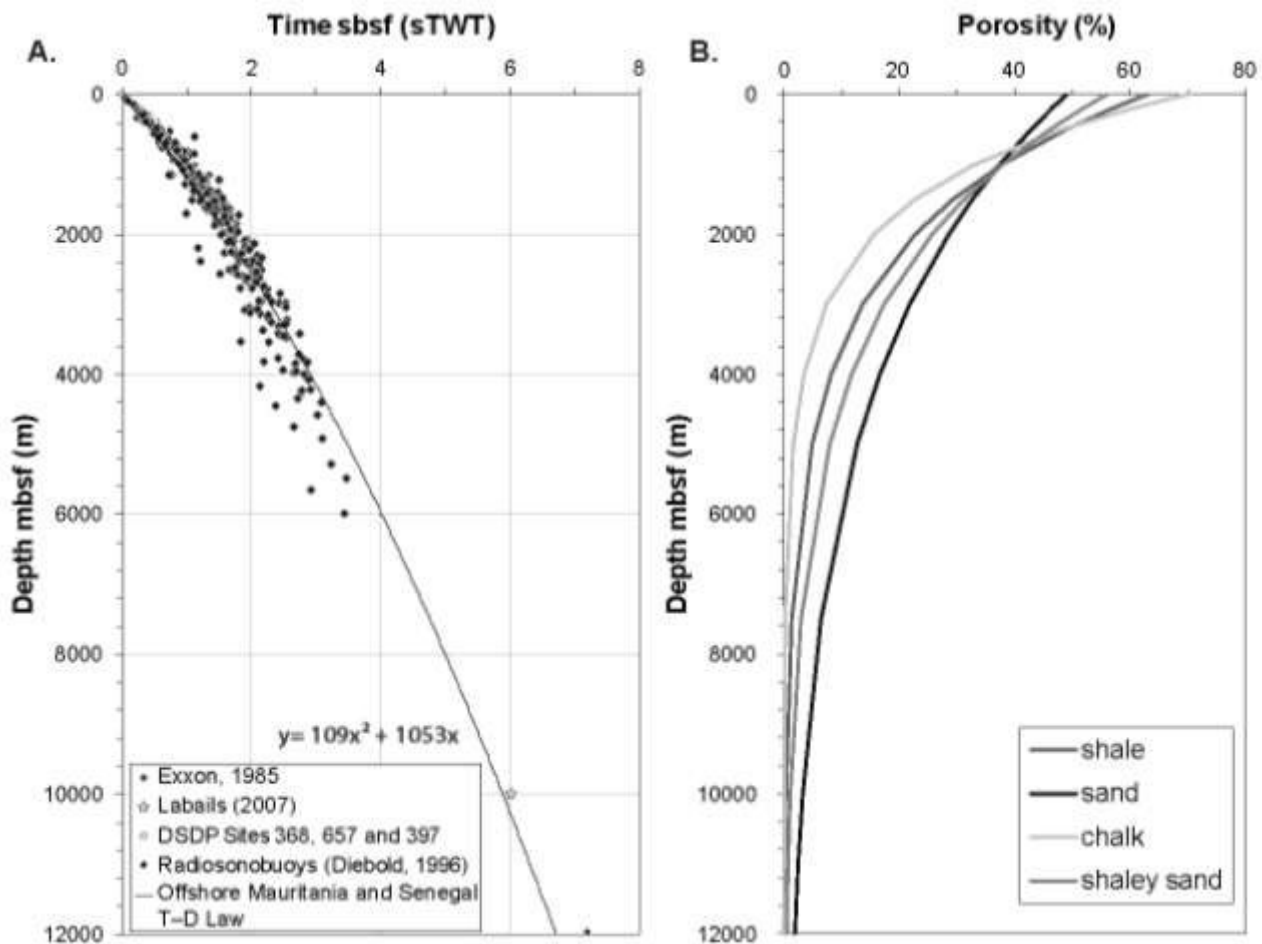 A.
Time sbsf (sTWT)
0 2 4 6 8
0
2000
4000
6000
8000
10000
12000
Depth mbsf (m)
y= 109x² + 1053x
Exxon, 1985
Labails (2007)
DSDP Sites 368, 657 and 397
Radiosonobuoys (Diebold, 1996)
Offshore Mauritania and Senegal
T–D Law
B.
Porosity (%)
0 20 40 60 80
0
2000
4000
6000
8000
10000
12000
Depth mbsf (m)
shale
sand
chalk
shaley sand